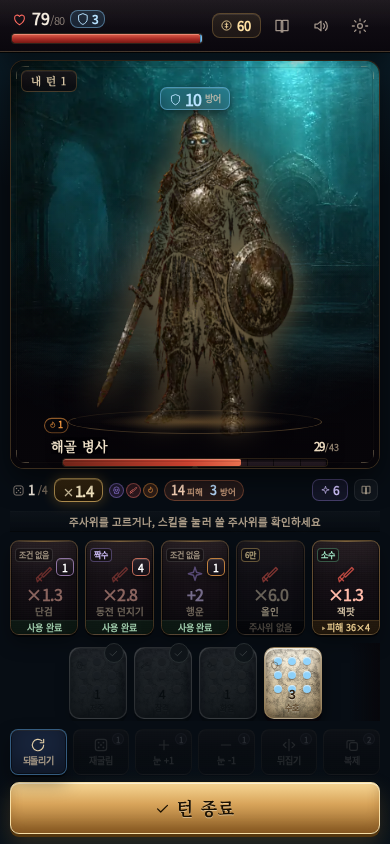 79/80 3 60
내 턴 1
10 방어
1
해골 병사 29/43
1/4 ×1.4 14 피해 3 방어 6
주사위를 고르거나, 스킬을 눌러 쓸 주사위를 확인하세요
조건 없음 짝수 조건 없음 6만 소수
1 4 1
×1.3 ×2.8 +2 ×6.0 ×1.3
단검 동전 던지기 행운 올인 잭팟
사용 완료 사용 완료 사용 완료 주사위 없음 피해 36×4
1 4 1 3
소수
1 1 1 1 2
되돌리기 재굴림 눈 +1 눈 -1 뒤집기 복제
턴 종료